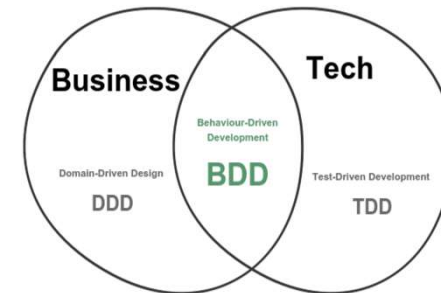 Business
Tech
Behaviour-Driven
Development
BDD
Domain-Driven Design
DDD
Test-Driven Development
TDD